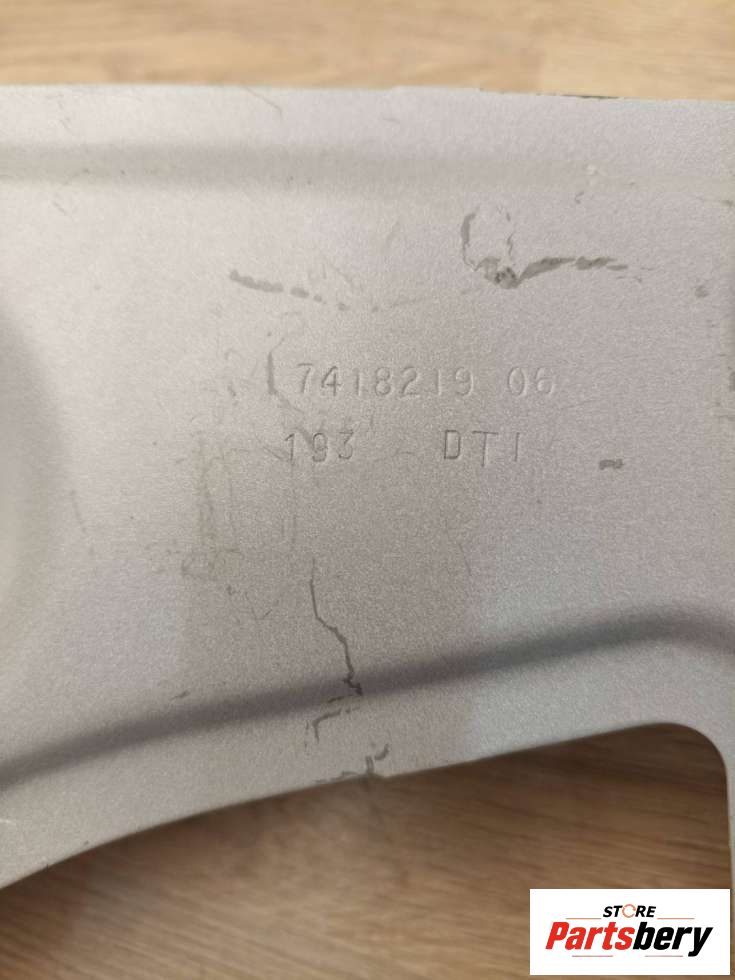 7418219 06
193 DTI
STORE
Partsbery